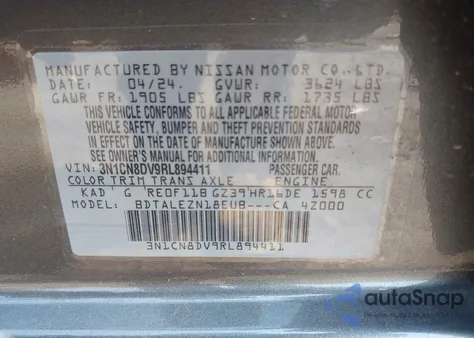 MANUFACTURED BY NISSAN MOTOR CO., LTD.
DATE: 04/24. GVWR: 3624 LBS
GAWR FR: 1905 LBS GAWR RR: 1735 LBS
THIS VEHICLE CONFORMS TO ALL APPLICABLE FEDERAL MOTOR
VEHICLE SAFETY, BUMPER AND THEFT PREVENTION STANDARDS
IN EFFECT ON THE DATE OF MANUFACTURE SHOWN ABOVE.
SEE OWNER'S MANUAL FOR ADDITIONAL INFORMATION.
VIN: 3N1CN8DV9RL894411 PASSENGER CAR.
COLOR TRIM TRANS AXLE ENGINE
KAD G RE0F11B GZ39 HR16DE 1598 CC
MODEL: BDTALEZN18EUB---CA 4Z000
3N1CN8DV9RL894411
autoSnap